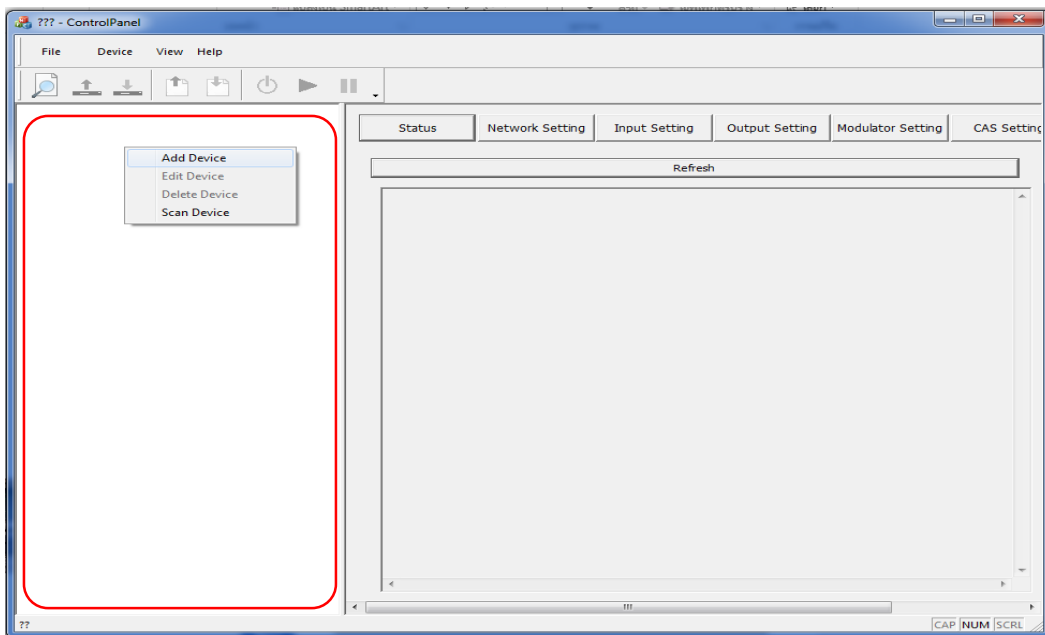 ??? - ControlPanel
File Device View Help
Status Network Setting Input Setting Output Setting Modulator Setting CAS Setting
Refresh
Add Device
Edit Device
Delete Device
Scan Device
??
CAP NUM SCRL